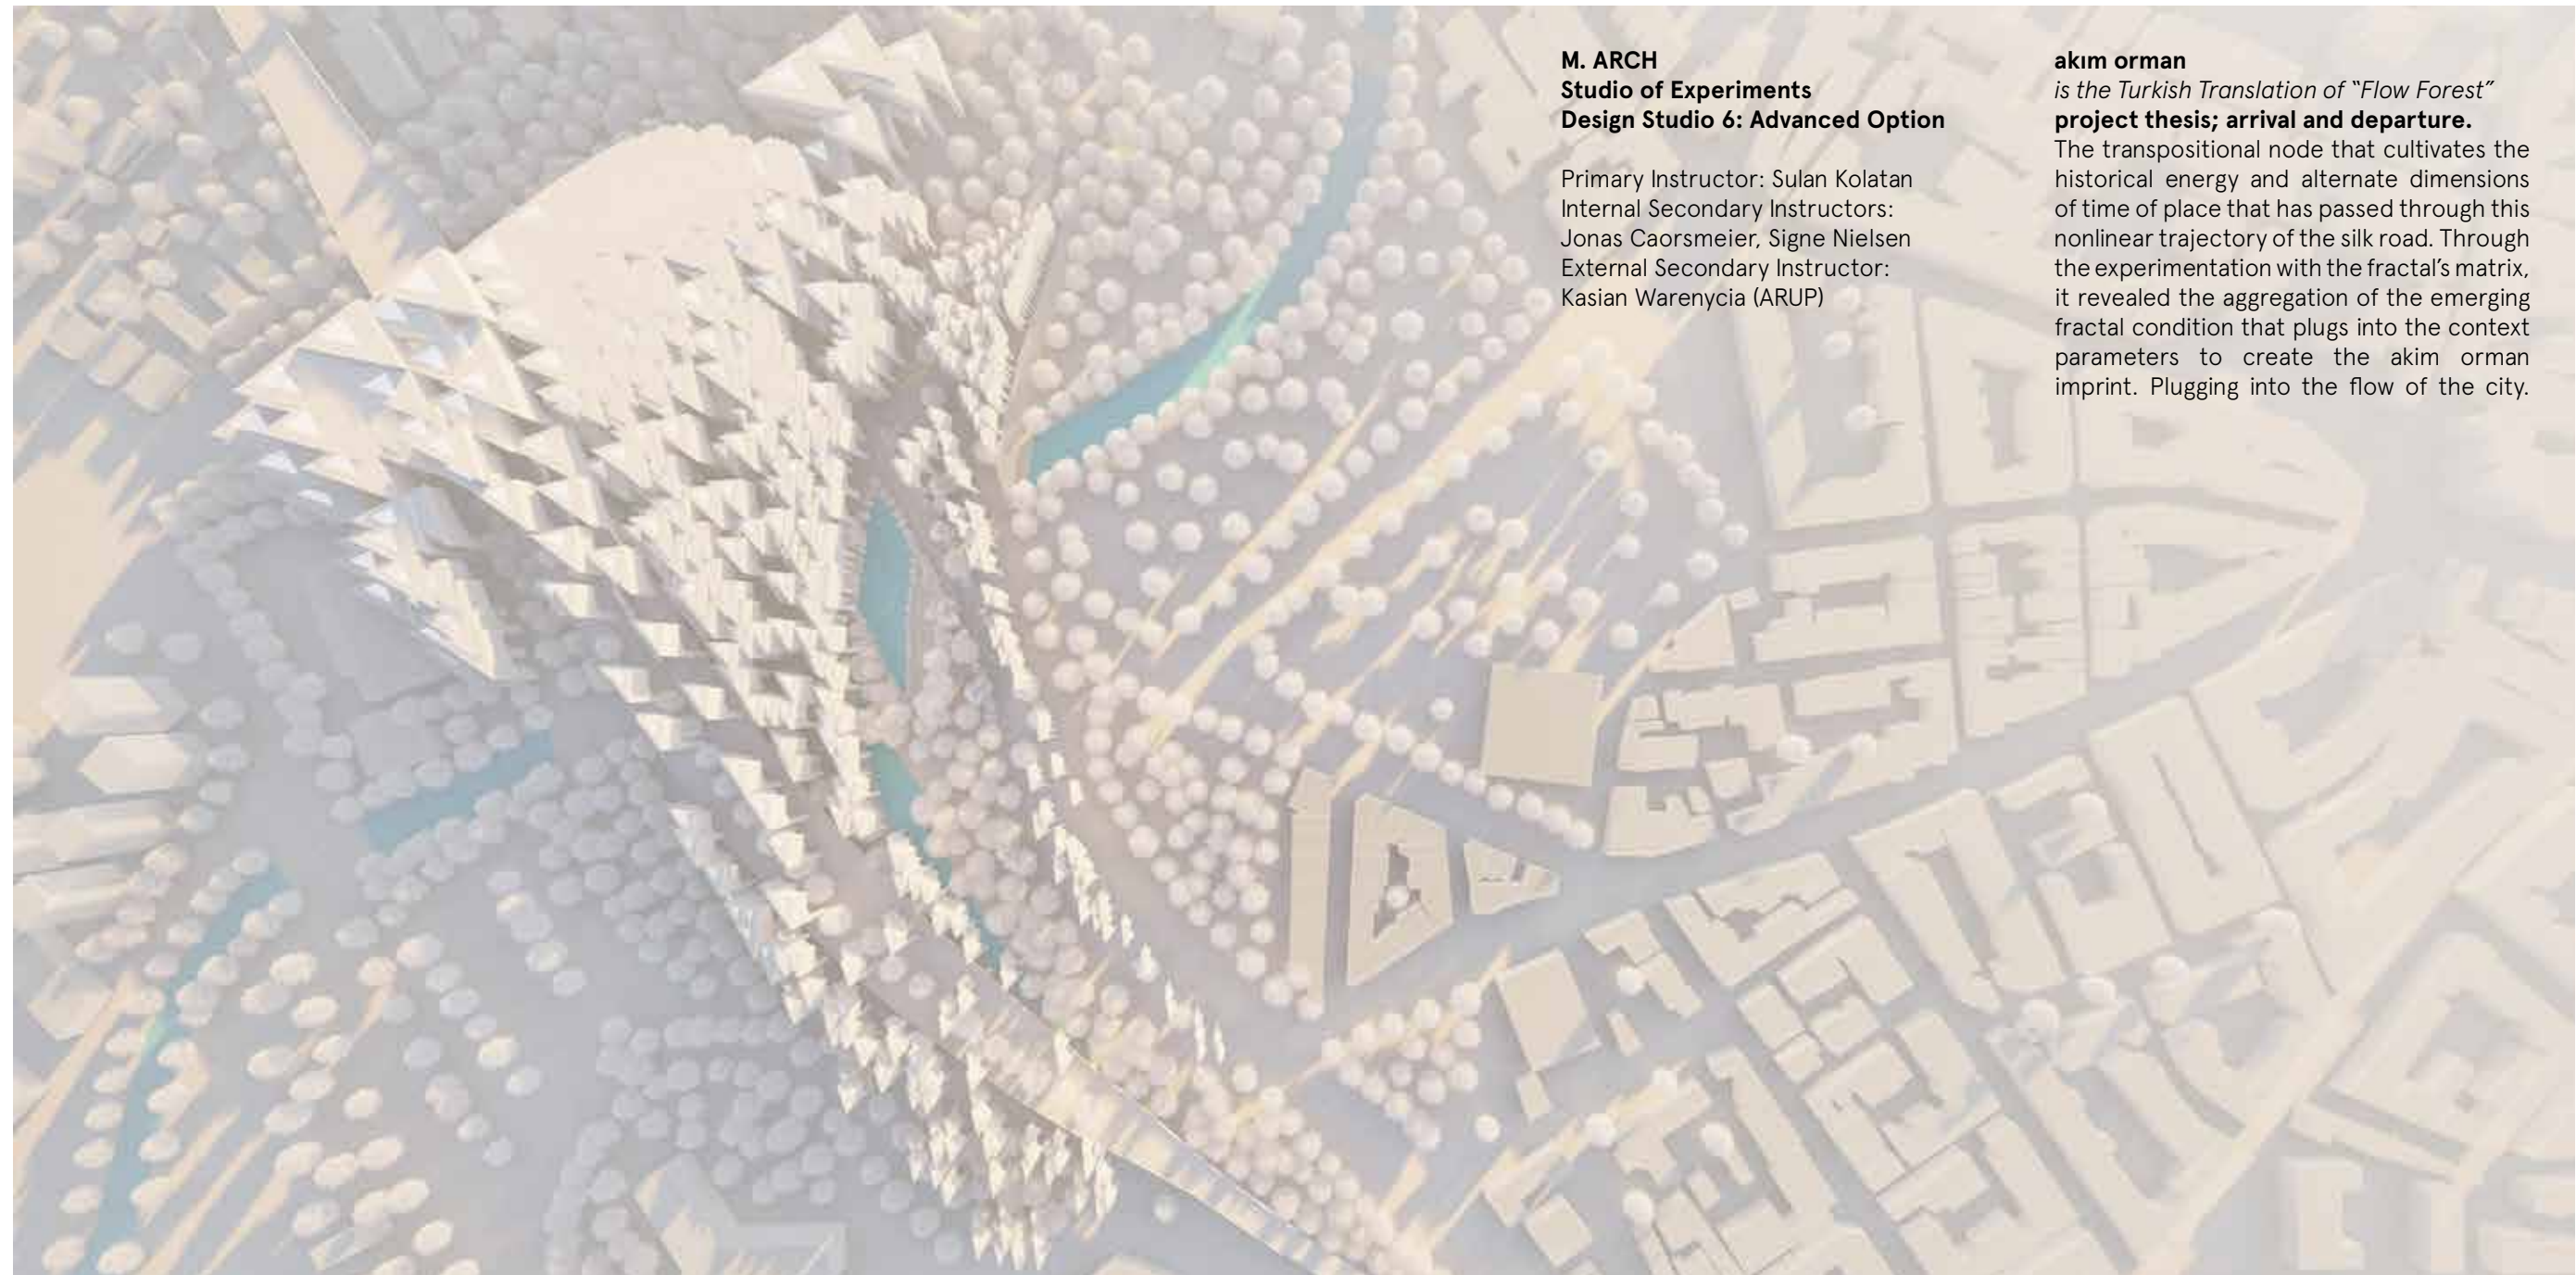 M. ARCH
Studio of Experiments
Design Studio 6: Advanced Option
Primary Instructor: Sulan Kolatan
Internal Secondary Instructors:
Jonas Caorsmeier, Signe Nielsen
External Secondary Instructor:
Kasian Warenycia (ARUP)
akım orman
is the Turkish Translation of “Flow Forest”
project thesis; arrival and departure.
The transpositional node that cultivates the
historical energy and alternate dimensions
of time of place that has passed through this
nonlinear trajectory of the silk road. Through
the experimentation with the fractal’s matrix,
it revealed the aggregation of the emerging
fractal condition that plugs into the context
parameters to create the akim orman
imprint. Plugging into the flow of the city.